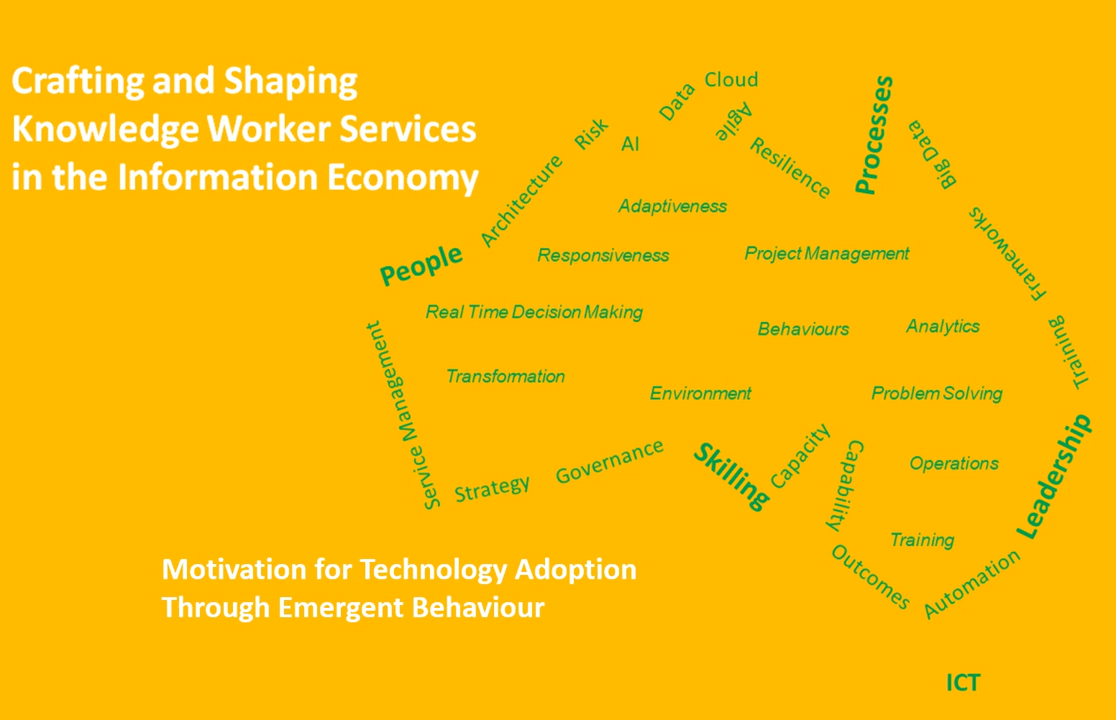 Crafting and Shaping
Knowledge Worker Services
in the Information Economy
People
Architecture
Risk
AI
Data
Cloud
Agile
Resilience
Processes
Big Data
Frameworks
Training
Leadership
Automation
Outcomes
Capability
Capacity
Skilling
Governance
Strategy
Service Management
Adaptiveness
Responsiveness
Project Management
Real Time Decision Making
Behaviours
Analytics
Transformation
Environment
Problem Solving
Operations
Training
Motivation for Technology Adoption
Through Emergent Behaviour
ICT